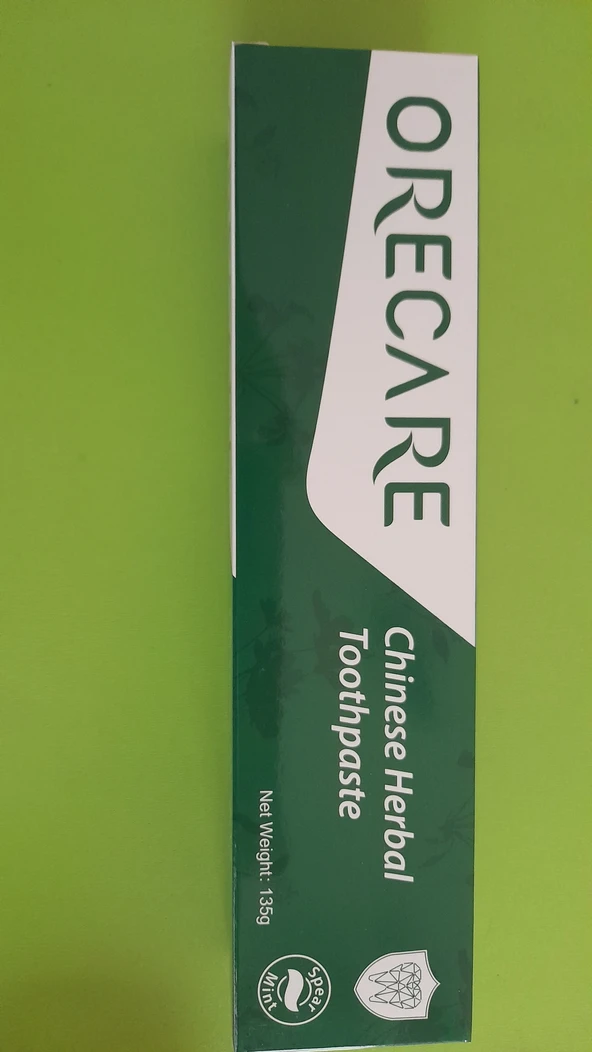 ORECARE
Chinese Herbal
Toothpaste
Net Weight: 135g
Spear
Mint